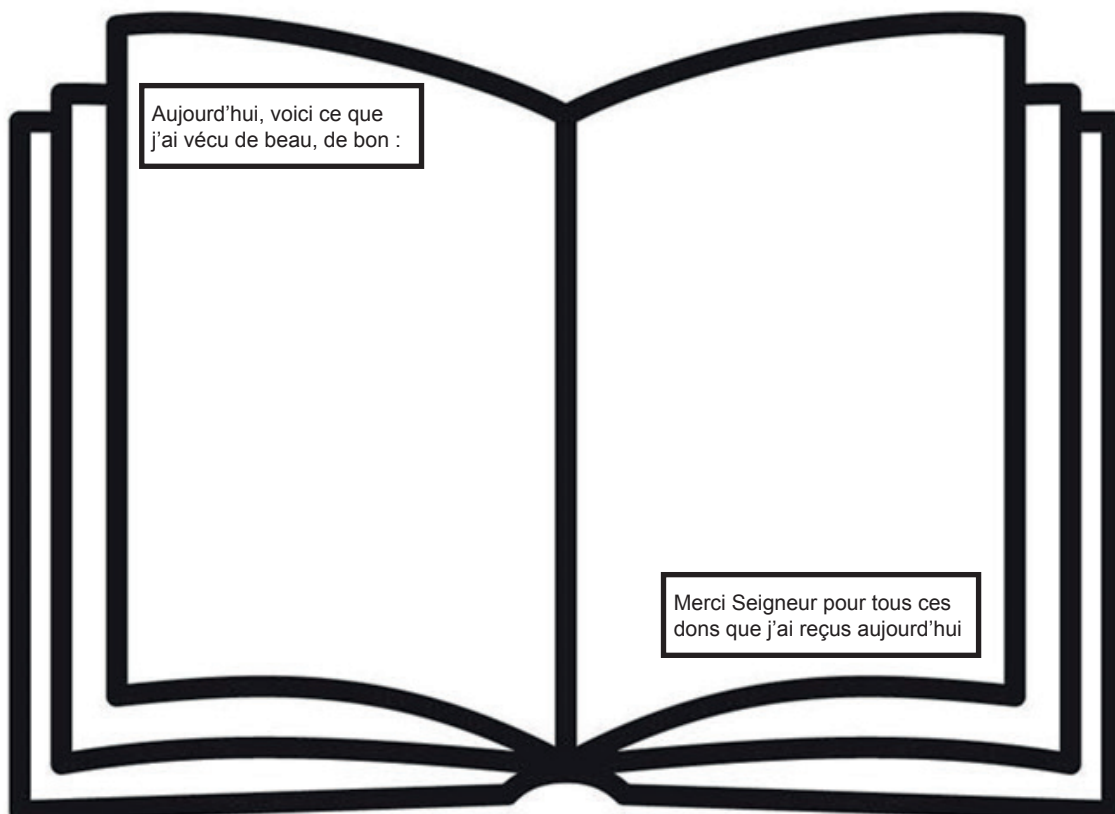 Aujourd’hui, voici ce que
j’ai vécu de beau, de bon :
Merci Seigneur pour tous ces
dons que j’ai reçus aujourd’hui